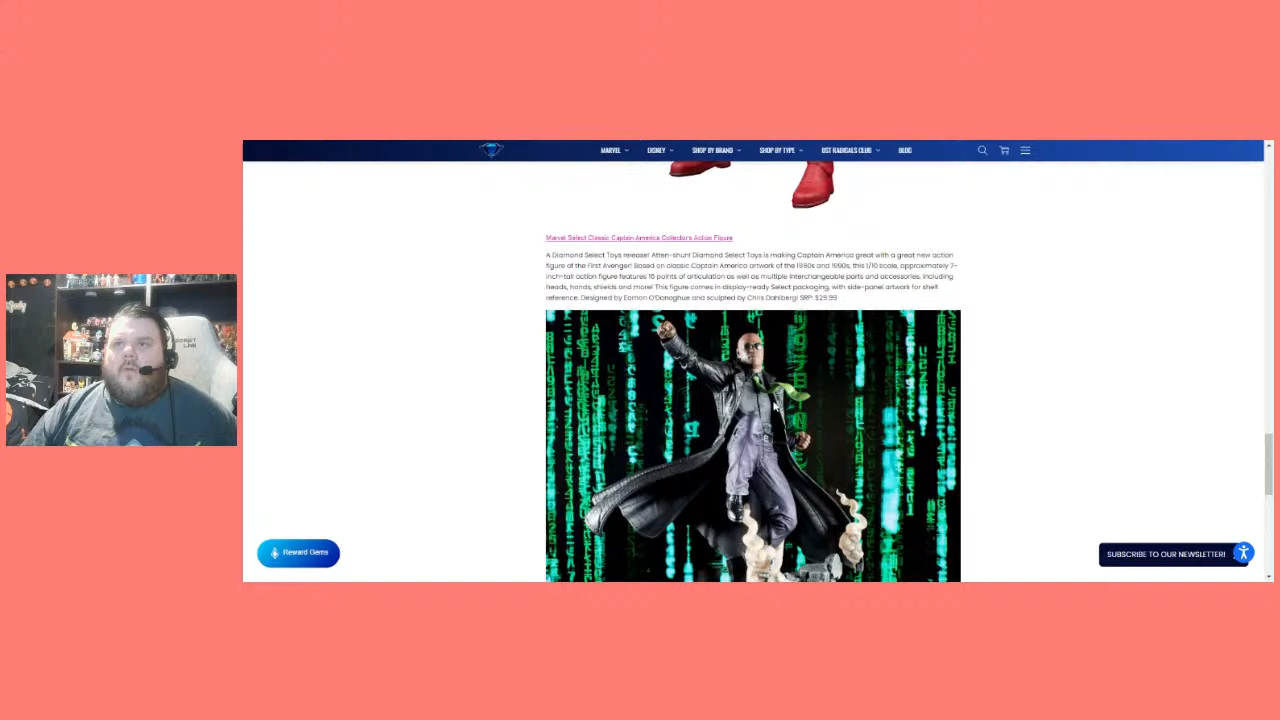 MARVEL
DISNEY
SHOP BY BRAND
SHOP BY TYPE
DST RADICALS CLUB
BLOG
Marvel Select Classic Captain America Collector's Action Figure
A Diamond Select Toys release! Atten-shun! Diamond Select Toys is making Captain America great with a great new action
figure of the First Avenger! Based on classic Captain America artwork of the 1980s and 1990s, this 1/10 scale, approximately 7-
inch-tall action figure features 16 points of articulation as well as multiple interchangeable parts and accessories, including
heads, hands, shields and more! This figure comes in display-ready Select packaging, with side-panel artwork for shelf
reference. Designed by Eamon O'Donoghue and sculpted by Chris Dahlberg! SRP: $29.99
Reward Gems
SUBSCRIBE TO OUR NEWSLETTER!